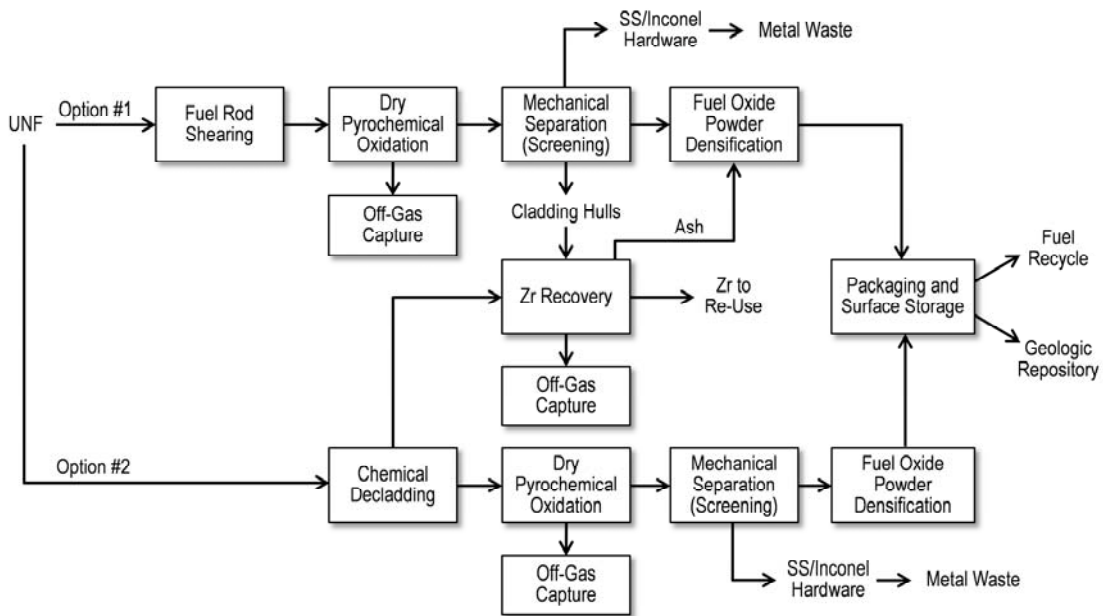 SS/Inconel
Hardware
Metal Waste
UNF
Option #1
Fuel Rod
Shearing
Dry
Pyrochemical
Oxidation
Mechanical
Separation
(Screening)
Fuel Oxide
Powder
Densification
Off-Gas
Capture
Cladding Hulls
Ash
Zr Recovery
Zr to
Re-Use
Packaging and
Surface Storage
Fuel
Recycle
Geologic
Repository
Off-Gas
Capture
Option #2
Chemical
Decladding
Dry
Pyrochemical
Oxidation
Mechanical
Separation
(Screening)
Fuel Oxide
Powder
Densification
Off-Gas
Capture
SS/Inconel
Hardware
Metal Waste